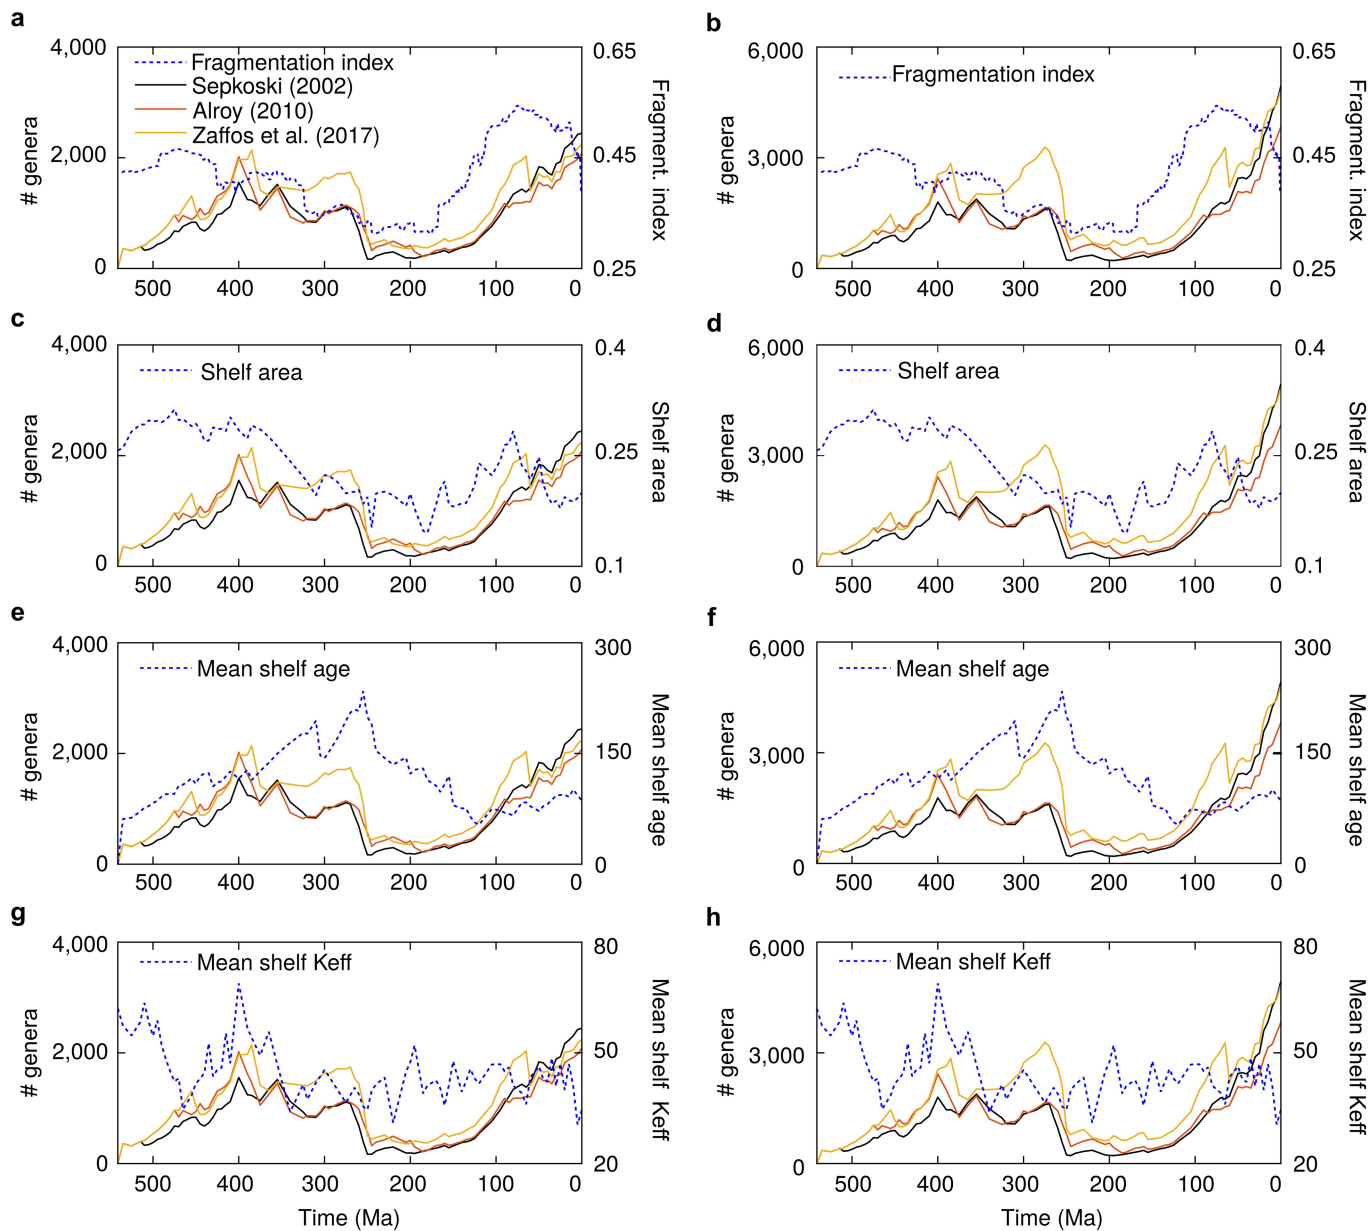 a
4,000
2,000
0
# genera
Fragmentation index
Sepkoski (2002)
Alroy (2010)
Zaffos et al. (2017)
0.65
0.45
0.25
Fragment. index
500 400 300 200 100 0
b
6,000
3,000
0
# genera
Fragmentation index
0.65
0.45
0.25
Fragment. index
500 400 300 200 100 0
c
4,000
2,000
0
# genera
Shelf area
0.4
0.25
0.1
Shelf area
500 400 300 200 100 0
d
6,000
3,000
0
# genera
Shelf area
0.4
0.25
0.1
Shelf area
500 400 300 200 100 0
e
4,000
2,000
0
# genera
Mean shelf age
300
150
0
Mean shelf age
500 400 300 200 100 0
f
6,000
3,000
0
# genera
Mean shelf age
300
150
0
Mean shelf age
500 400 300 200 100 0
g
4,000
2,000
0
# genera
Mean shelf Keff
80
50
20
Mean shelf Keff
500 400 300 200 100 0
Time (Ma)
h
6,000
3,000
0
# genera
Mean shelf Keff
80
50
20
Mean shelf Keff
500 400 300 200 100 0
Time (Ma)